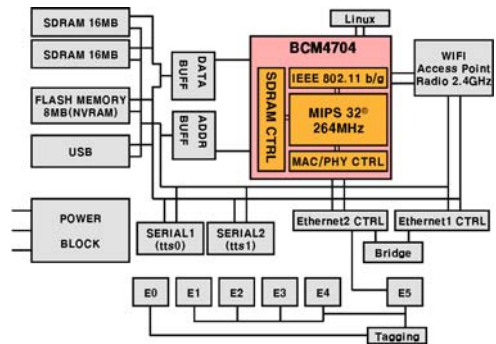 SDRAM 16MB
SDRAM 16MB
FLASH MEMORY
8MB(NVRAM)
USB
POWER
BLOCK
DATA
BUFF
ADDR
BUFF
Linux
BCM4704
SDRAM CTRL
IEEE 802.11 b/g
MIPS 32®
264MHz
MAC/PHY CTRL
WIFI
Access Point
Radio 2.4GHz
SERIAL1
(tts0)
SERIAL2
(tts1)
Ethernet2 CTRL
Ethernet1 CTRL
Bridge
E0
E1
E2
E3
E4
E5
Tagging